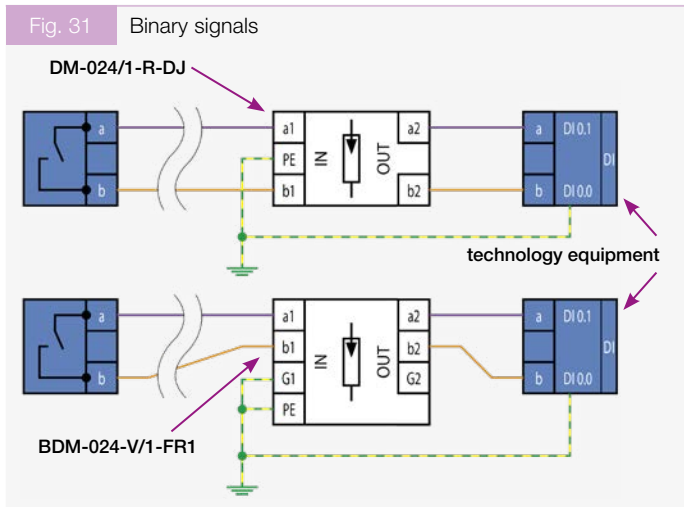 Fig. 31 Binary signals
DM-024/1-R-DJ
a a1 a2 a DI 0.1
PE IN OUT DI
b b1 b2 b DI 0.0
technology equipment
a a1 a2 a DI 0.1
b1 IN OUT b2 DI
b G1 G2 b DI 0.0
PE
BDM-024-V/1-FR1